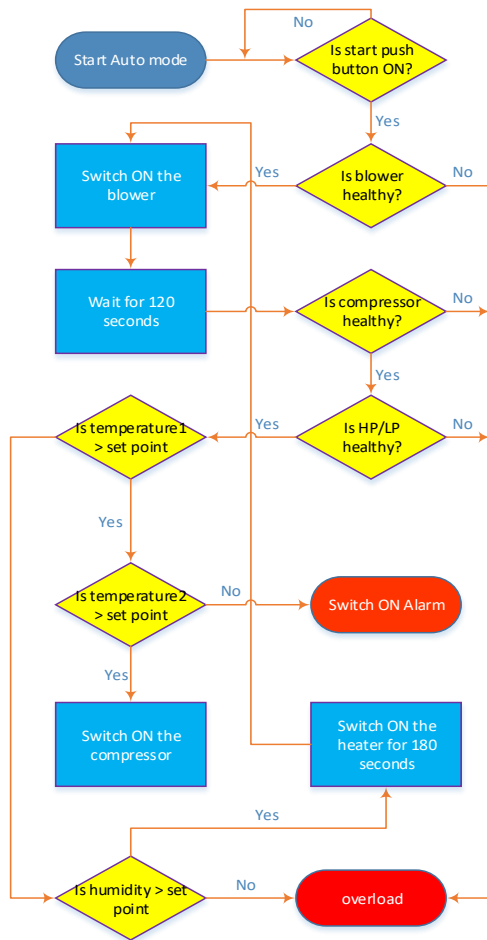 No
Is start push
button ON?
Start Auto mode
Yes
Switch ON the
blower
Yes
Is blower
healthy?
No
Wait for 120
seconds
Is compressor
healthy?
No
Yes
Is temperature1
> set point
Yes
Is HP/LP
healthy?
No
Yes
Is temperature2
> set point
No
Switch ON Alarm
Yes
Switch ON the
compressor
Switch ON the
heater for 180
seconds
Yes
Is humidity > set
point
No
overload